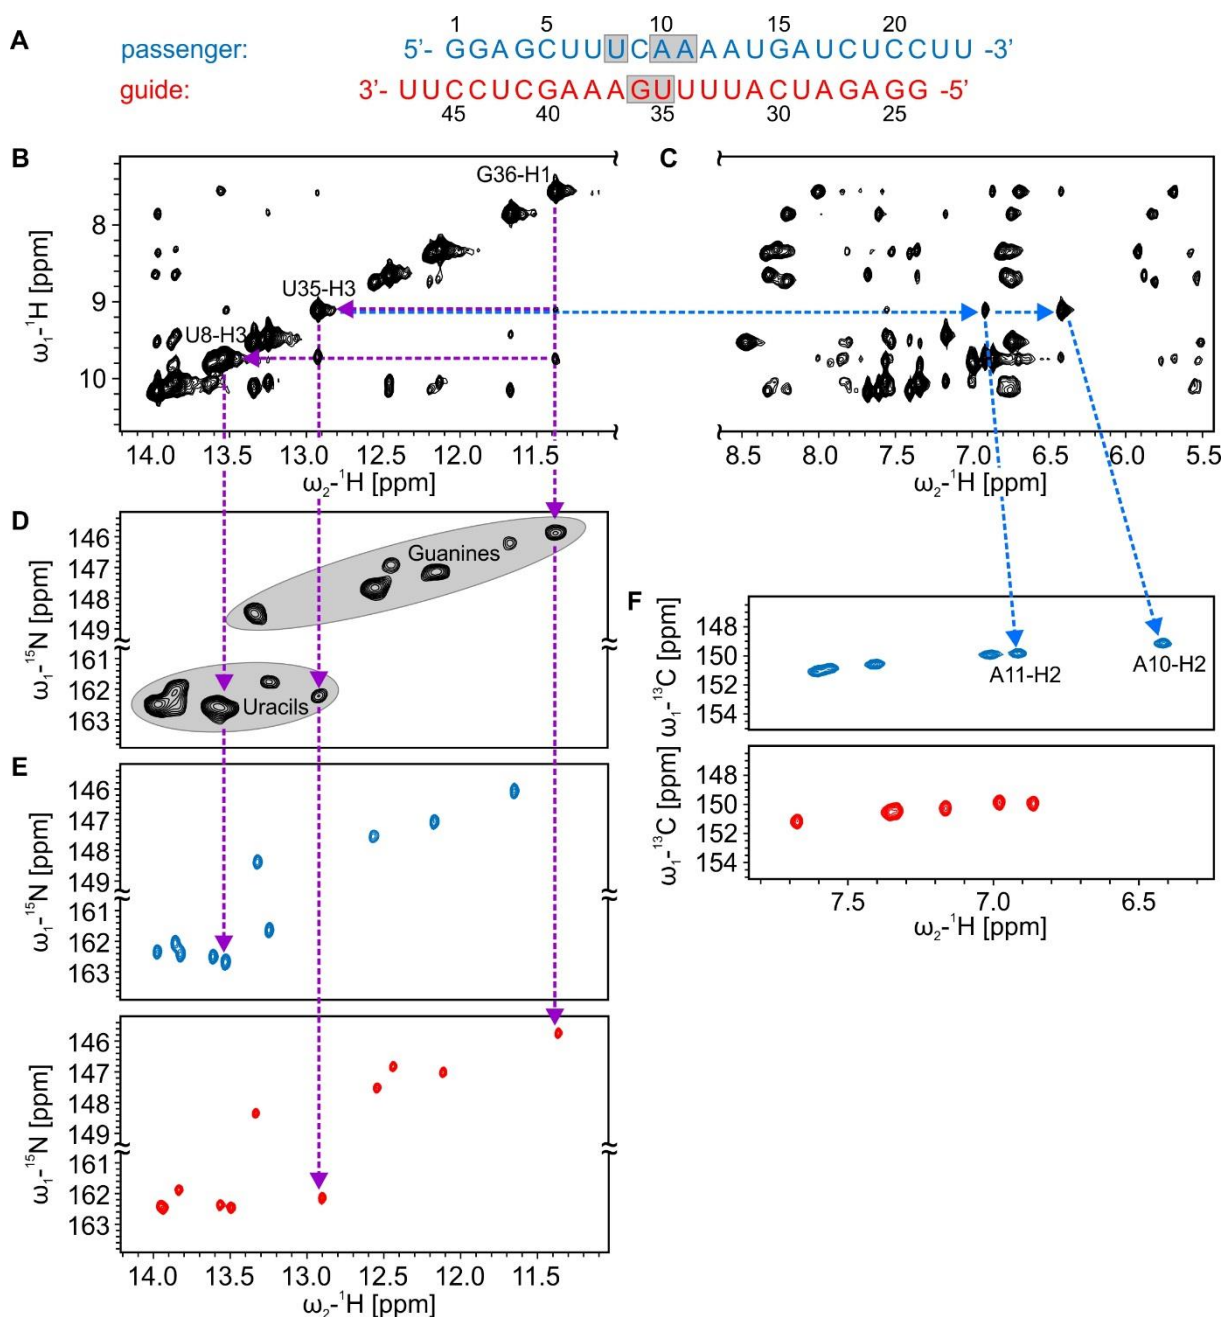 A
1 5 10 15 20
passenger: 5'- GGAGCUUUCAAAAUGAUCUCCUU -3'
guide: 3'- UUCCUCGAAAGUUUUACUAGAGG -5'
45 40 35 30 25
B
G36-H1
U35-H3
U8-H3
ω₁-¹H [ppm]
8
9
10
14.0 13.5 13.0 12.5 12.0 11.5
ω₂-¹H [ppm]
C
ω₁-¹H [ppm]
8.5 8.0 7.5 7.0 6.5 6.0 5.5
ω₂-¹H [ppm]
D
ω₁-¹⁵N [ppm]
146
147
148
149
161
162
163
Guanines
Uracils
E
ω₁-¹⁵N [ppm]
146
147
148
149
161
162
163
ω₁-¹⁵N [ppm]
146
147
148
149
161
162
163
14.0 13.5 13.0 12.5 12.0 11.5
ω₂-¹H [ppm]
F
ω₁-¹³C [ppm]
148
150
152
154
A11-H2
A10-H2
ω₁-¹³C [ppm]
148
150
152
154
7.5 7.0 6.5
ω₂-¹H [ppm]